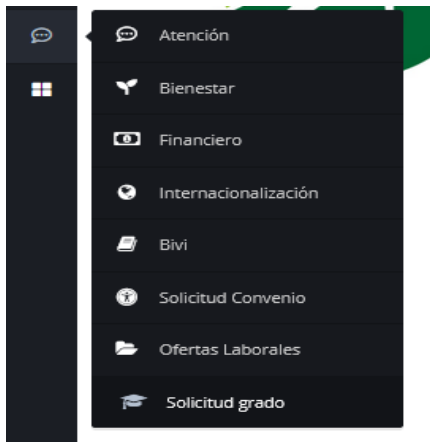 Atención
Bienestar
Financiero
Internacionalización
Bivi
Solicitud Convenio
Ofertas Laborales
Solicitud grado